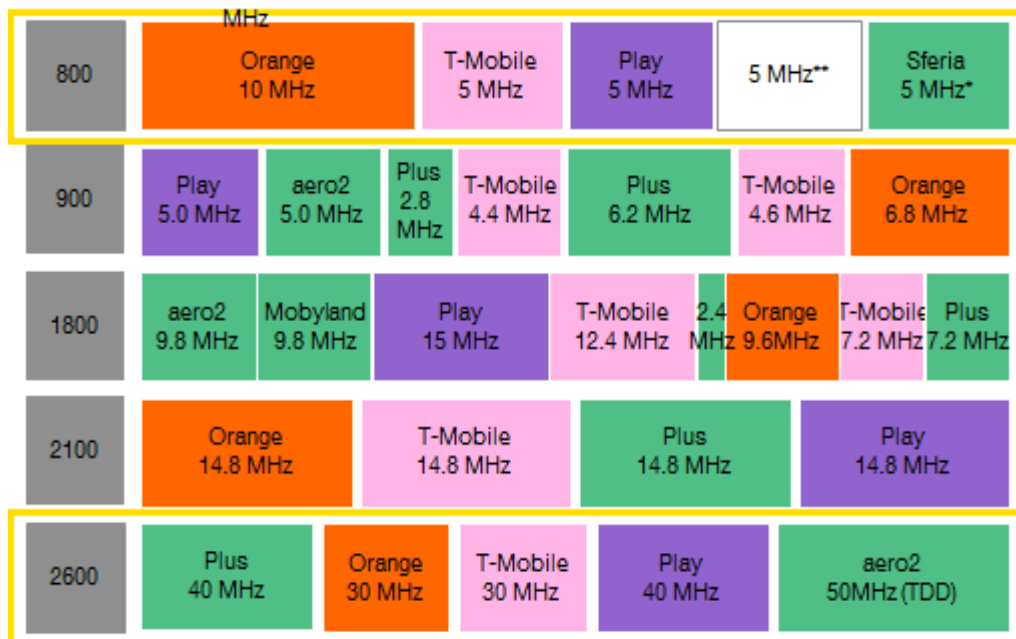 MHz
800
Orange
10 MHz
T-Mobile
5 MHz
Play
5 MHz
5 MHz**
Sferia
5 MHz*
900
Play
5.0 MHz
aero2
5.0 MHz
Plus
2.8
MHz
T-Mobile
4.4 MHz
Plus
6.2 MHz
T-Mobile
4.6 MHz
Orange
6.8 MHz
1800
aero2
9.8 MHz
Mobyland
9.8 MHz
Play
15 MHz
T-Mobile
12.4 MHz
2.4
MHz
Orange
9.6MHz
T-Mobile
7.2 MHz
Plus
7.2 MHz
2100
Orange
14.8 MHz
T-Mobile
14.8 MHz
Plus
14.8 MHz
Play
14.8 MHz
2600
Plus
40 MHz
Orange
30 MHz
T-Mobile
30 MHz
Play
40 MHz
aero2
50MHz (TDD)